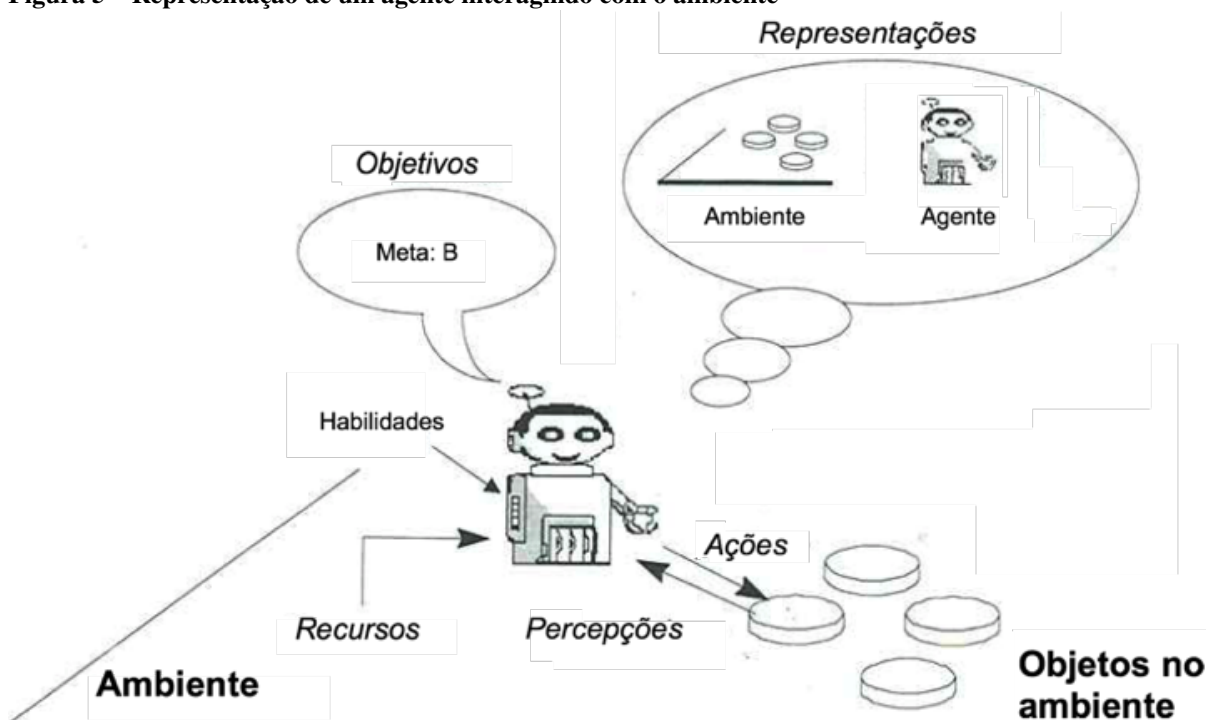 Figura 3 – Representação de um agente interagindo com o ambiente
Representações
Objetivos
Ambiente
Agente
Meta: B
Habilidades
Ações
Recursos
Percepções
Ambiente
Objetos no
ambiente